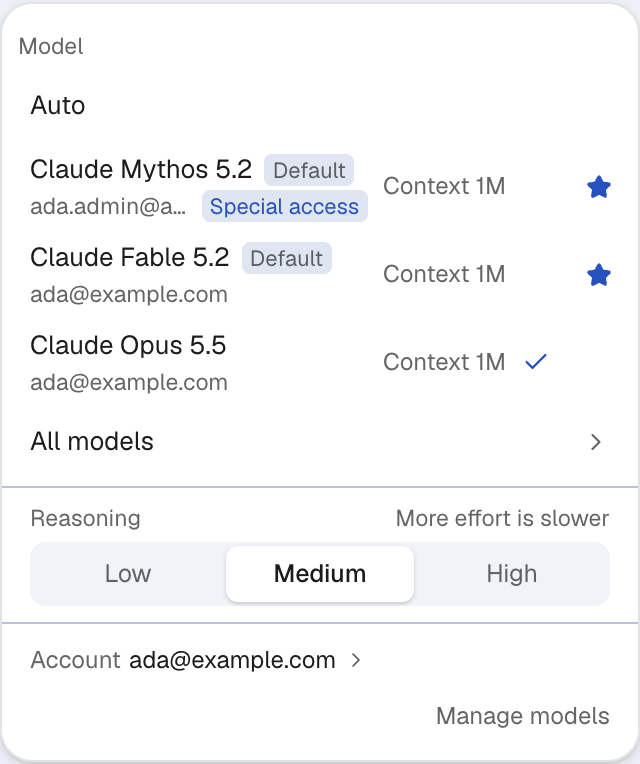 Model
Auto
Claude Mythos 5.2 Default
ada.admin@a... Special access
Context 1M
Claude Fable 5.2 Default
ada@example.com
Context 1M
Claude Opus 5.5
ada@example.com
Context 1M
All models
Reasoning
More effort is slower
Low
Medium
High
Account ada@example.com
Manage models